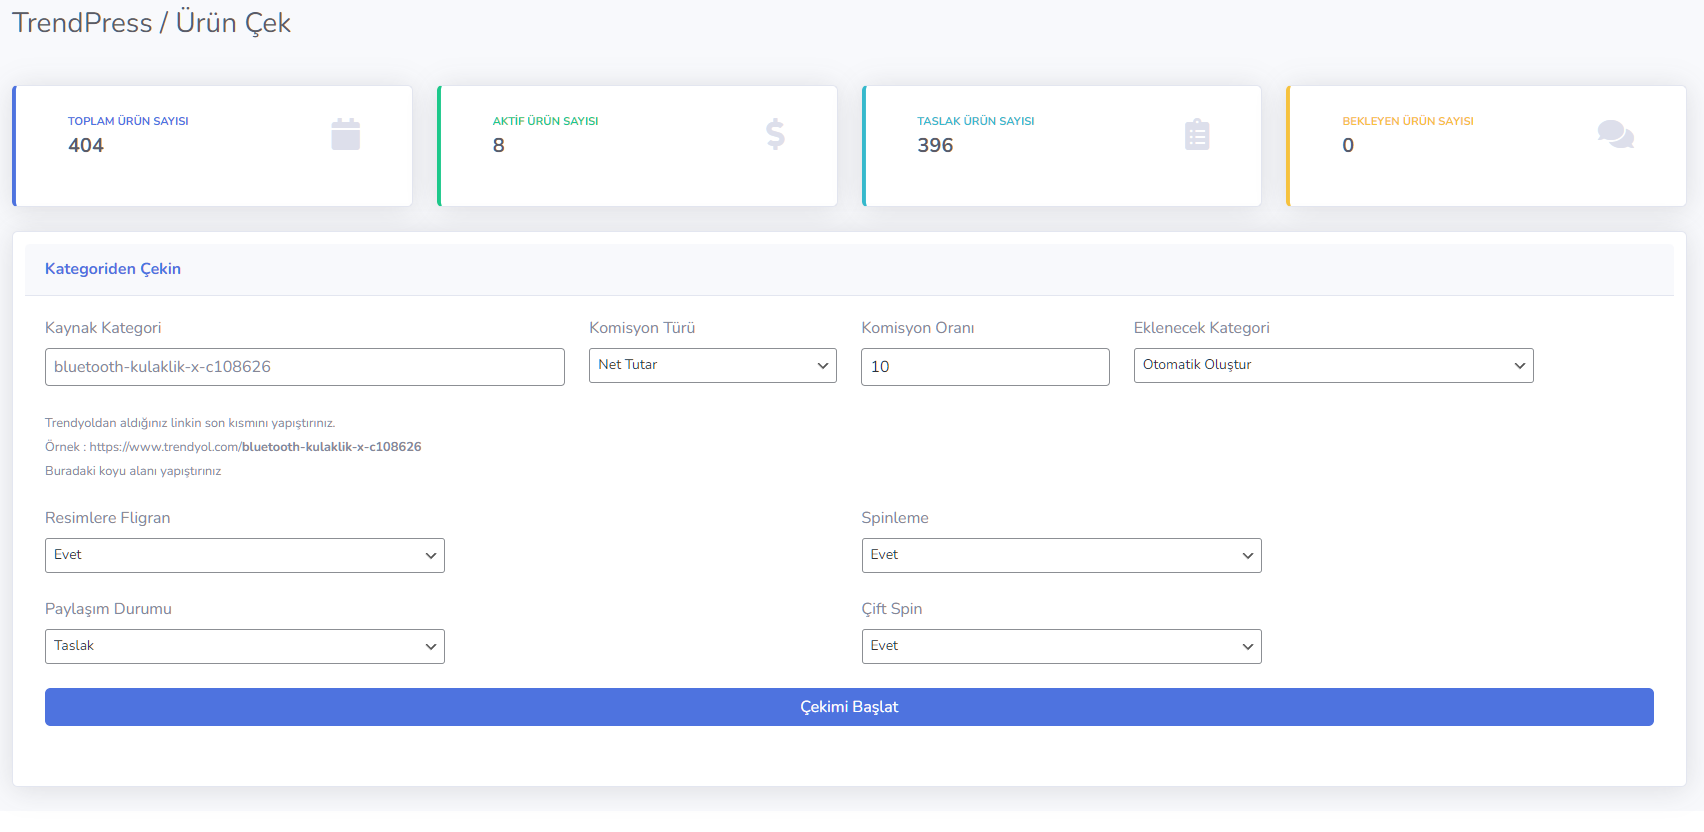 TrendPress / Ürün Çek
TOPLAM ÜRÜN SAYISI
404
AKTİF ÜRÜN SAYISI
8
TASLAK ÜRÜN SAYISI
396
BEKLEYEN ÜRÜN SAYISI
0
Kategoriden Çekin
Kaynak Kategori
bluetooth-kulaklik-x-c108626
Komisyon Türü
Net Tutar
Komisyon Oranı
10
Eklenecek Kategori
Otomatik Oluştur
Trendyoldan aldığınız linkin son kısmını yapıştırınız.
Örnek : https://www.trendyol.com/bluetooth-kulaklik-x-c108626
Buradaki koyu alanı yapıştırınız
Resimlere Fligran
Evet
Spinleme
Evet
Paylaşım Durumu
Taslak
Çift Spin
Evet
Çekimi Başlat